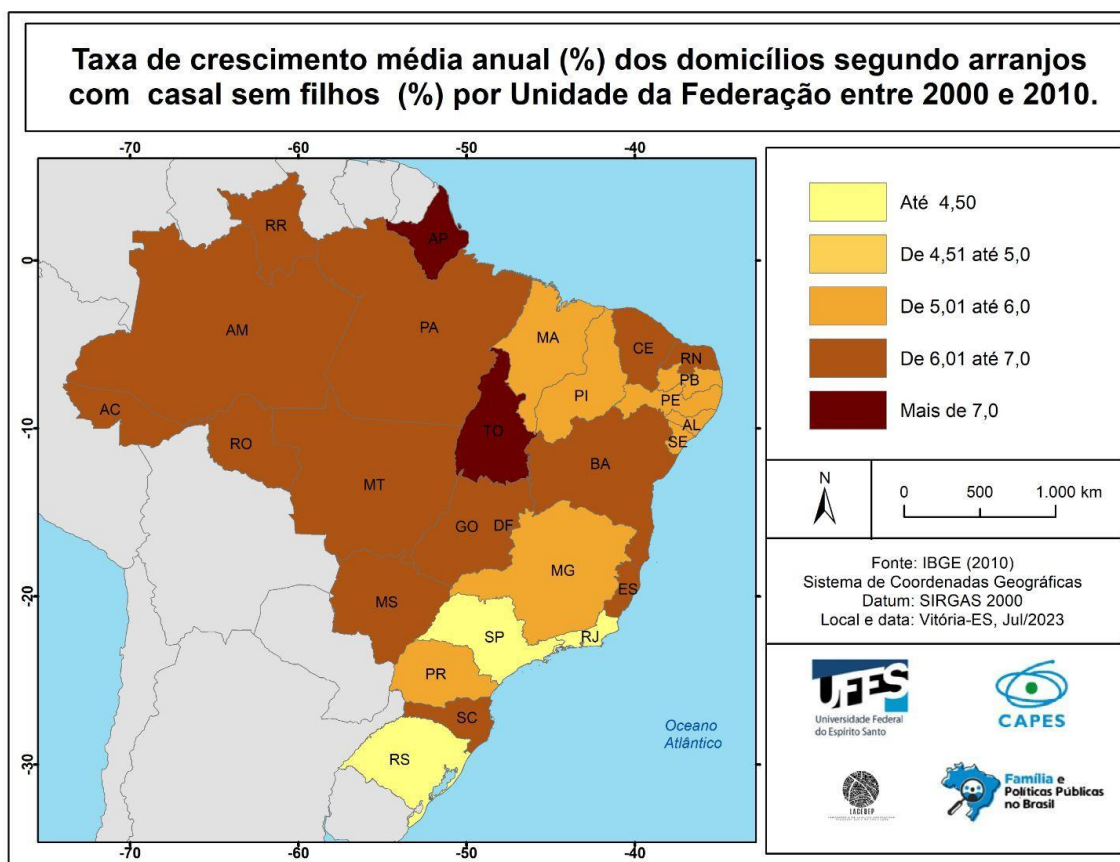 Taxa de crescimento média anual (%) dos domicílios segundo arranjos
com casal sem filhos (%) por Unidade da Federação entre 2000 e 2010.
-70
-60
-50
-40
0
-10
-20
-30
RR
AP
AM
PA
MA
CE
RN
PB
PI
PE
AL
SE
AC
RO
TO
BA
MT
GO
DF
MG
ES
MS
SP
RJ
PR
SC
RS
Oceano
Atlântico
-70
-60
-50
-40
Até 4,50
De 4,51 até 5,0
De 5,01 até 6,0
De 6,01 até 7,0
Mais de 7,0
N
0 500 1.000 km
Fonte: IBGE (2010)
Sistema de Coordenadas Geográficas
Datum: SIRGAS 2000
Local e data: Vitória-ES, Jul/2023
UFES
Universidade Federal
do Espírito Santo
CAPES
LAGEDEP
Família e
Políticas Públicas
no Brasil